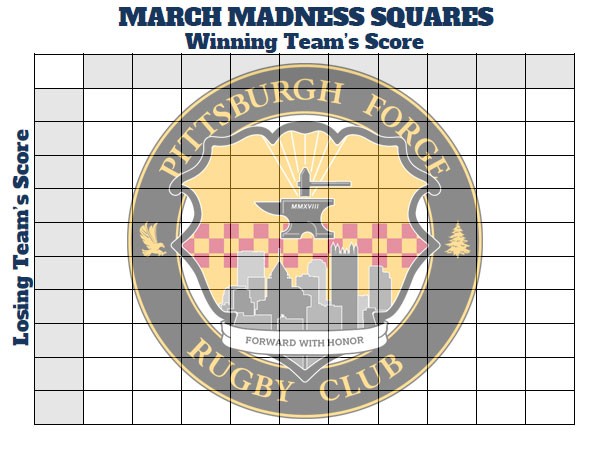 MARCH MADNESS SQUARES
Winning Team's Score
Losing Team's Score
PITTSBURGH FORGE
MMXVIII
FORWARD WITH HONOR
RUGBY CLUB